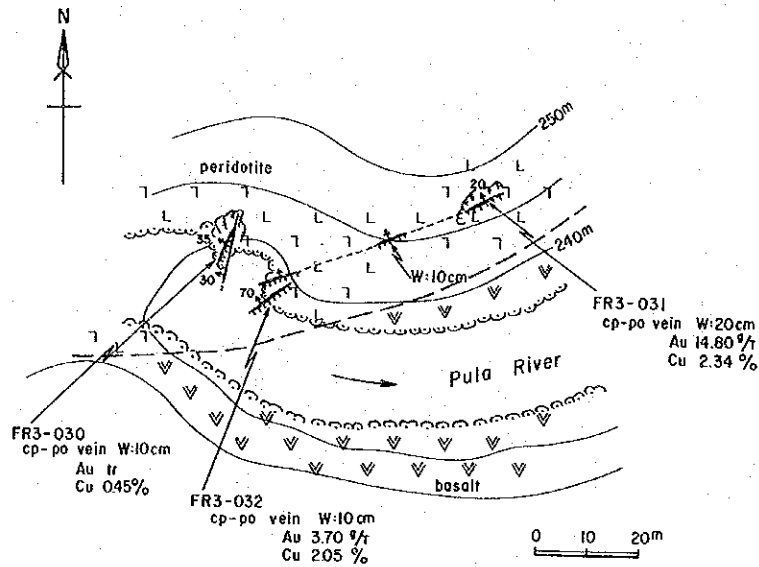 N
250m
peridotite
20
240m
35
30
W:10cm
70
FR3-031
cp-po vein W:20cm
Au 14.80 g/T
Cu 2.34 %
Pula River
FR3-030
cp-po vein W:10cm
Au tr
Cu 0.45%
FR3-032
cp-po vein W:10cm
Au 3.70 g/T
Cu 2.05 %
basalt
0 10 20m